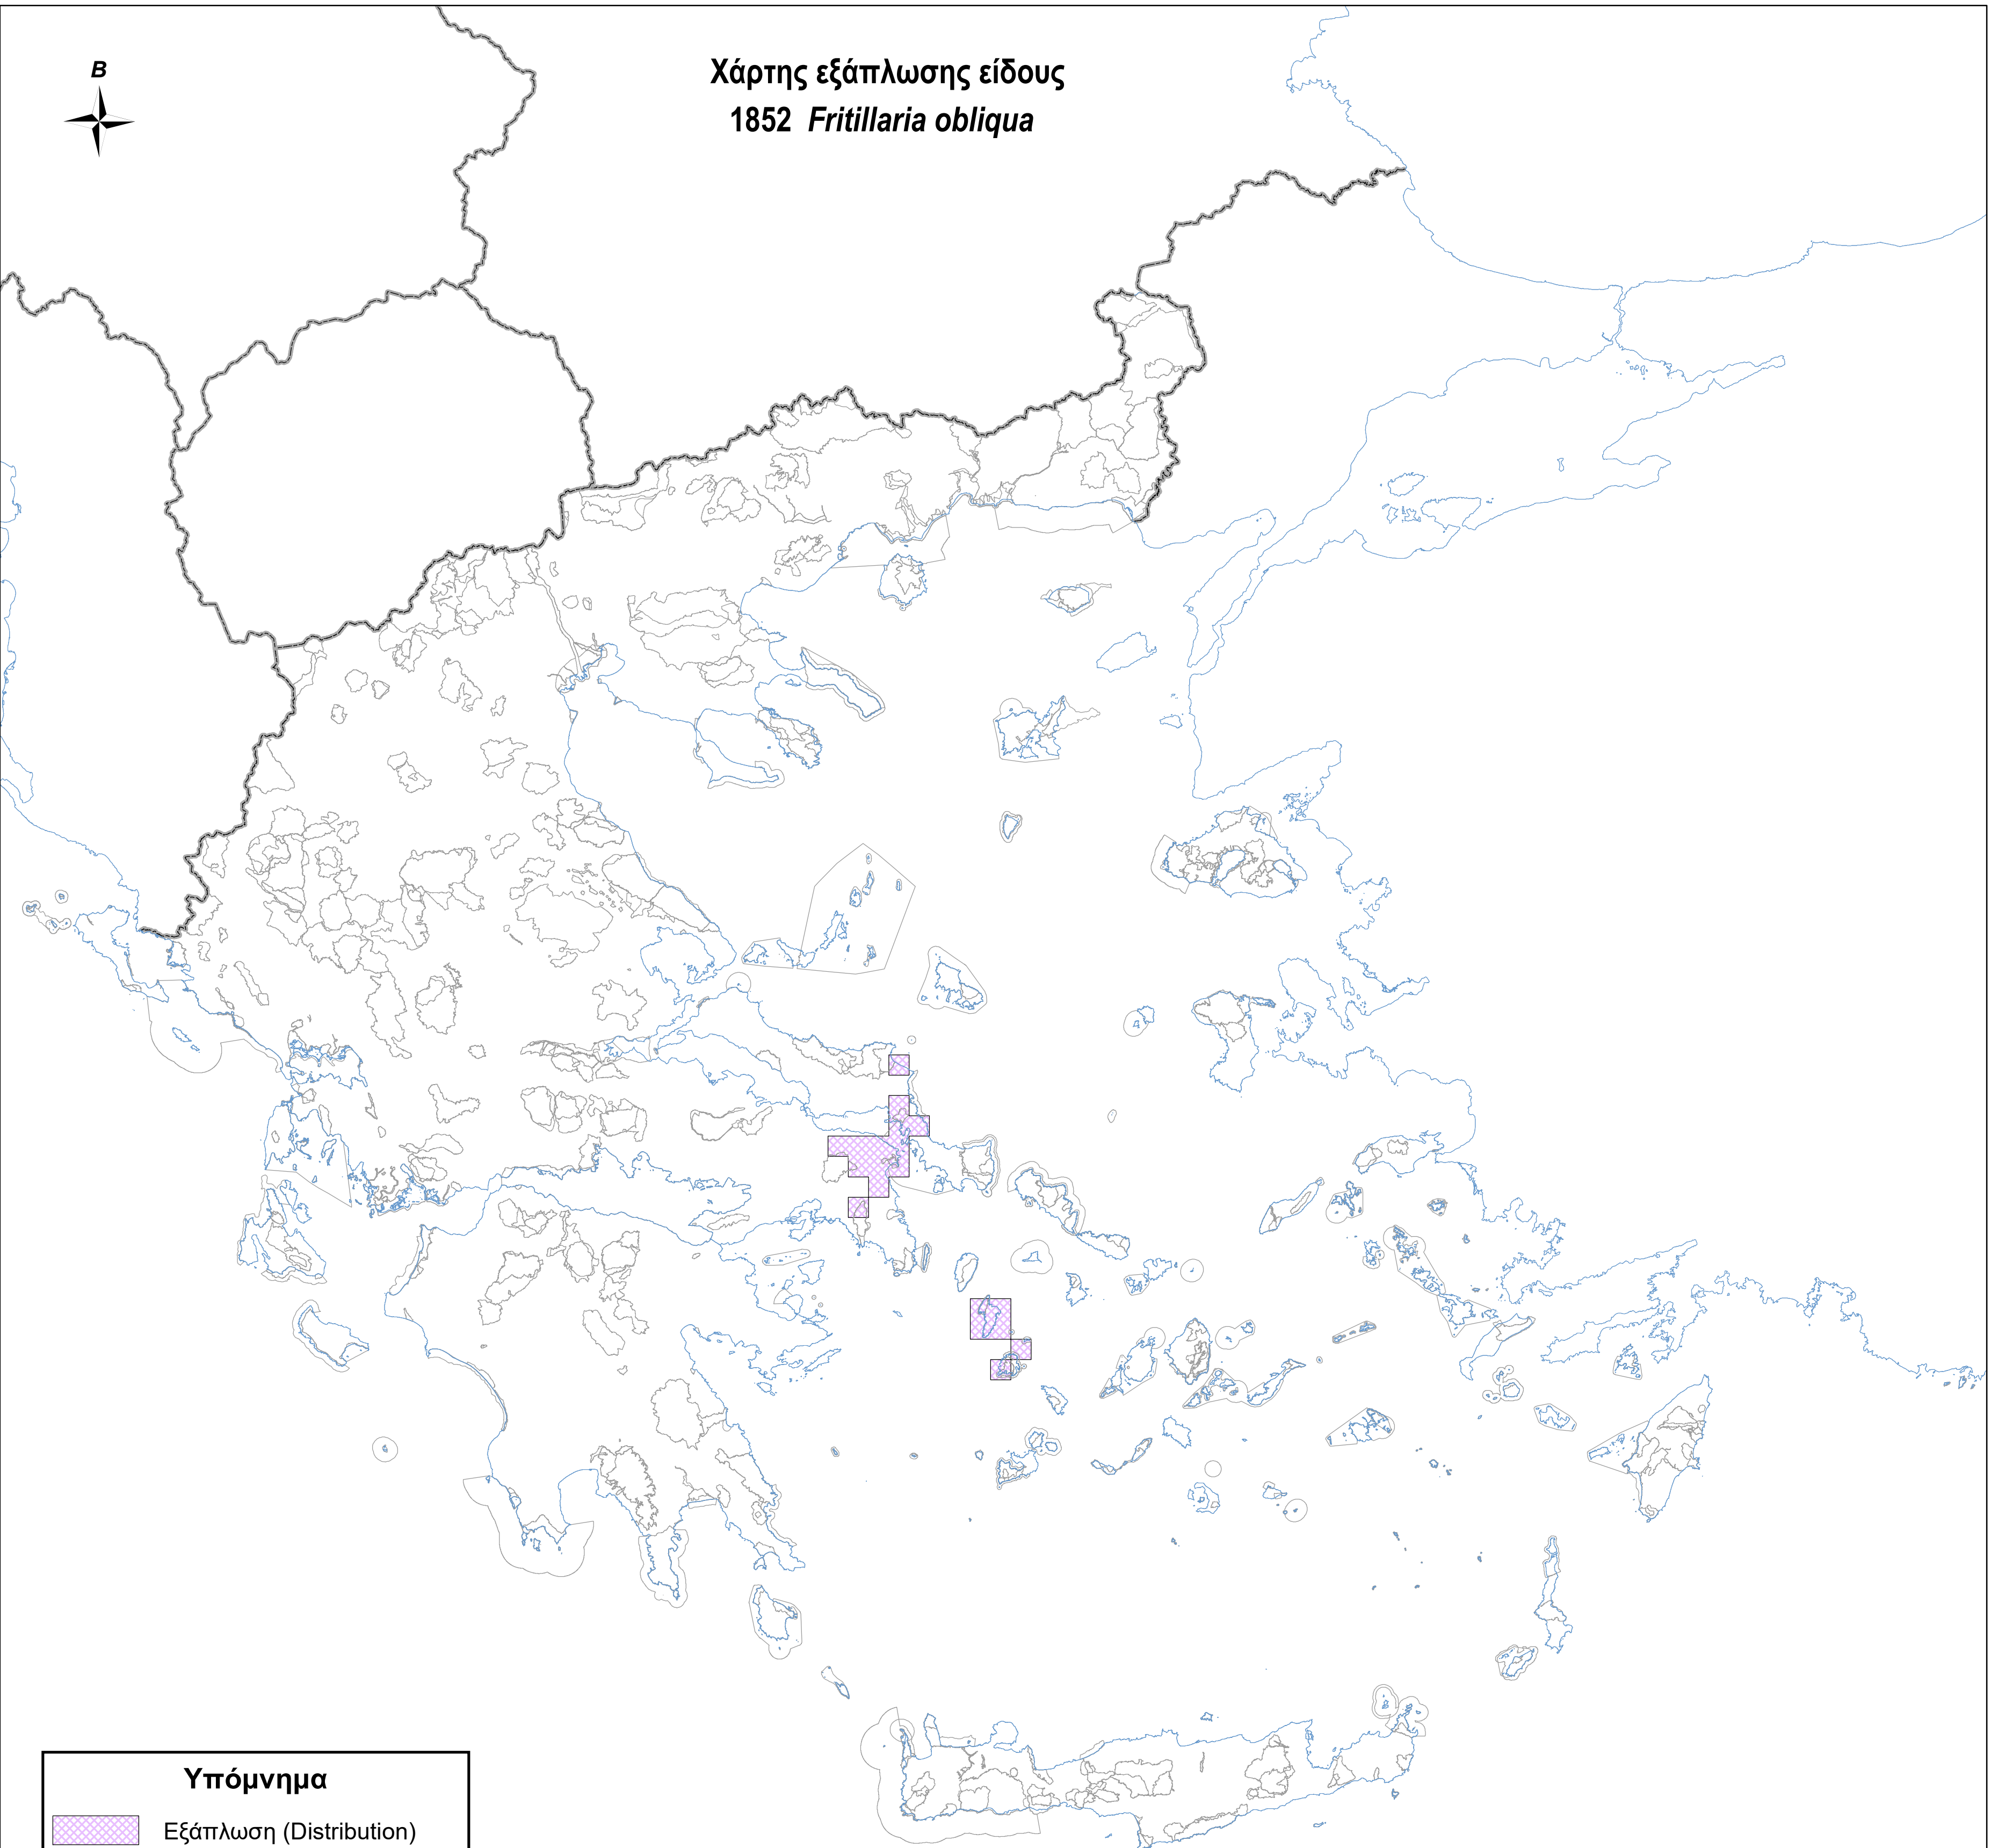 Β
Χάρτης εξάπλωσης είδους
1852 Fritillaria obliqua
Υπόμνημα
Εξάπλωση (Distribution)